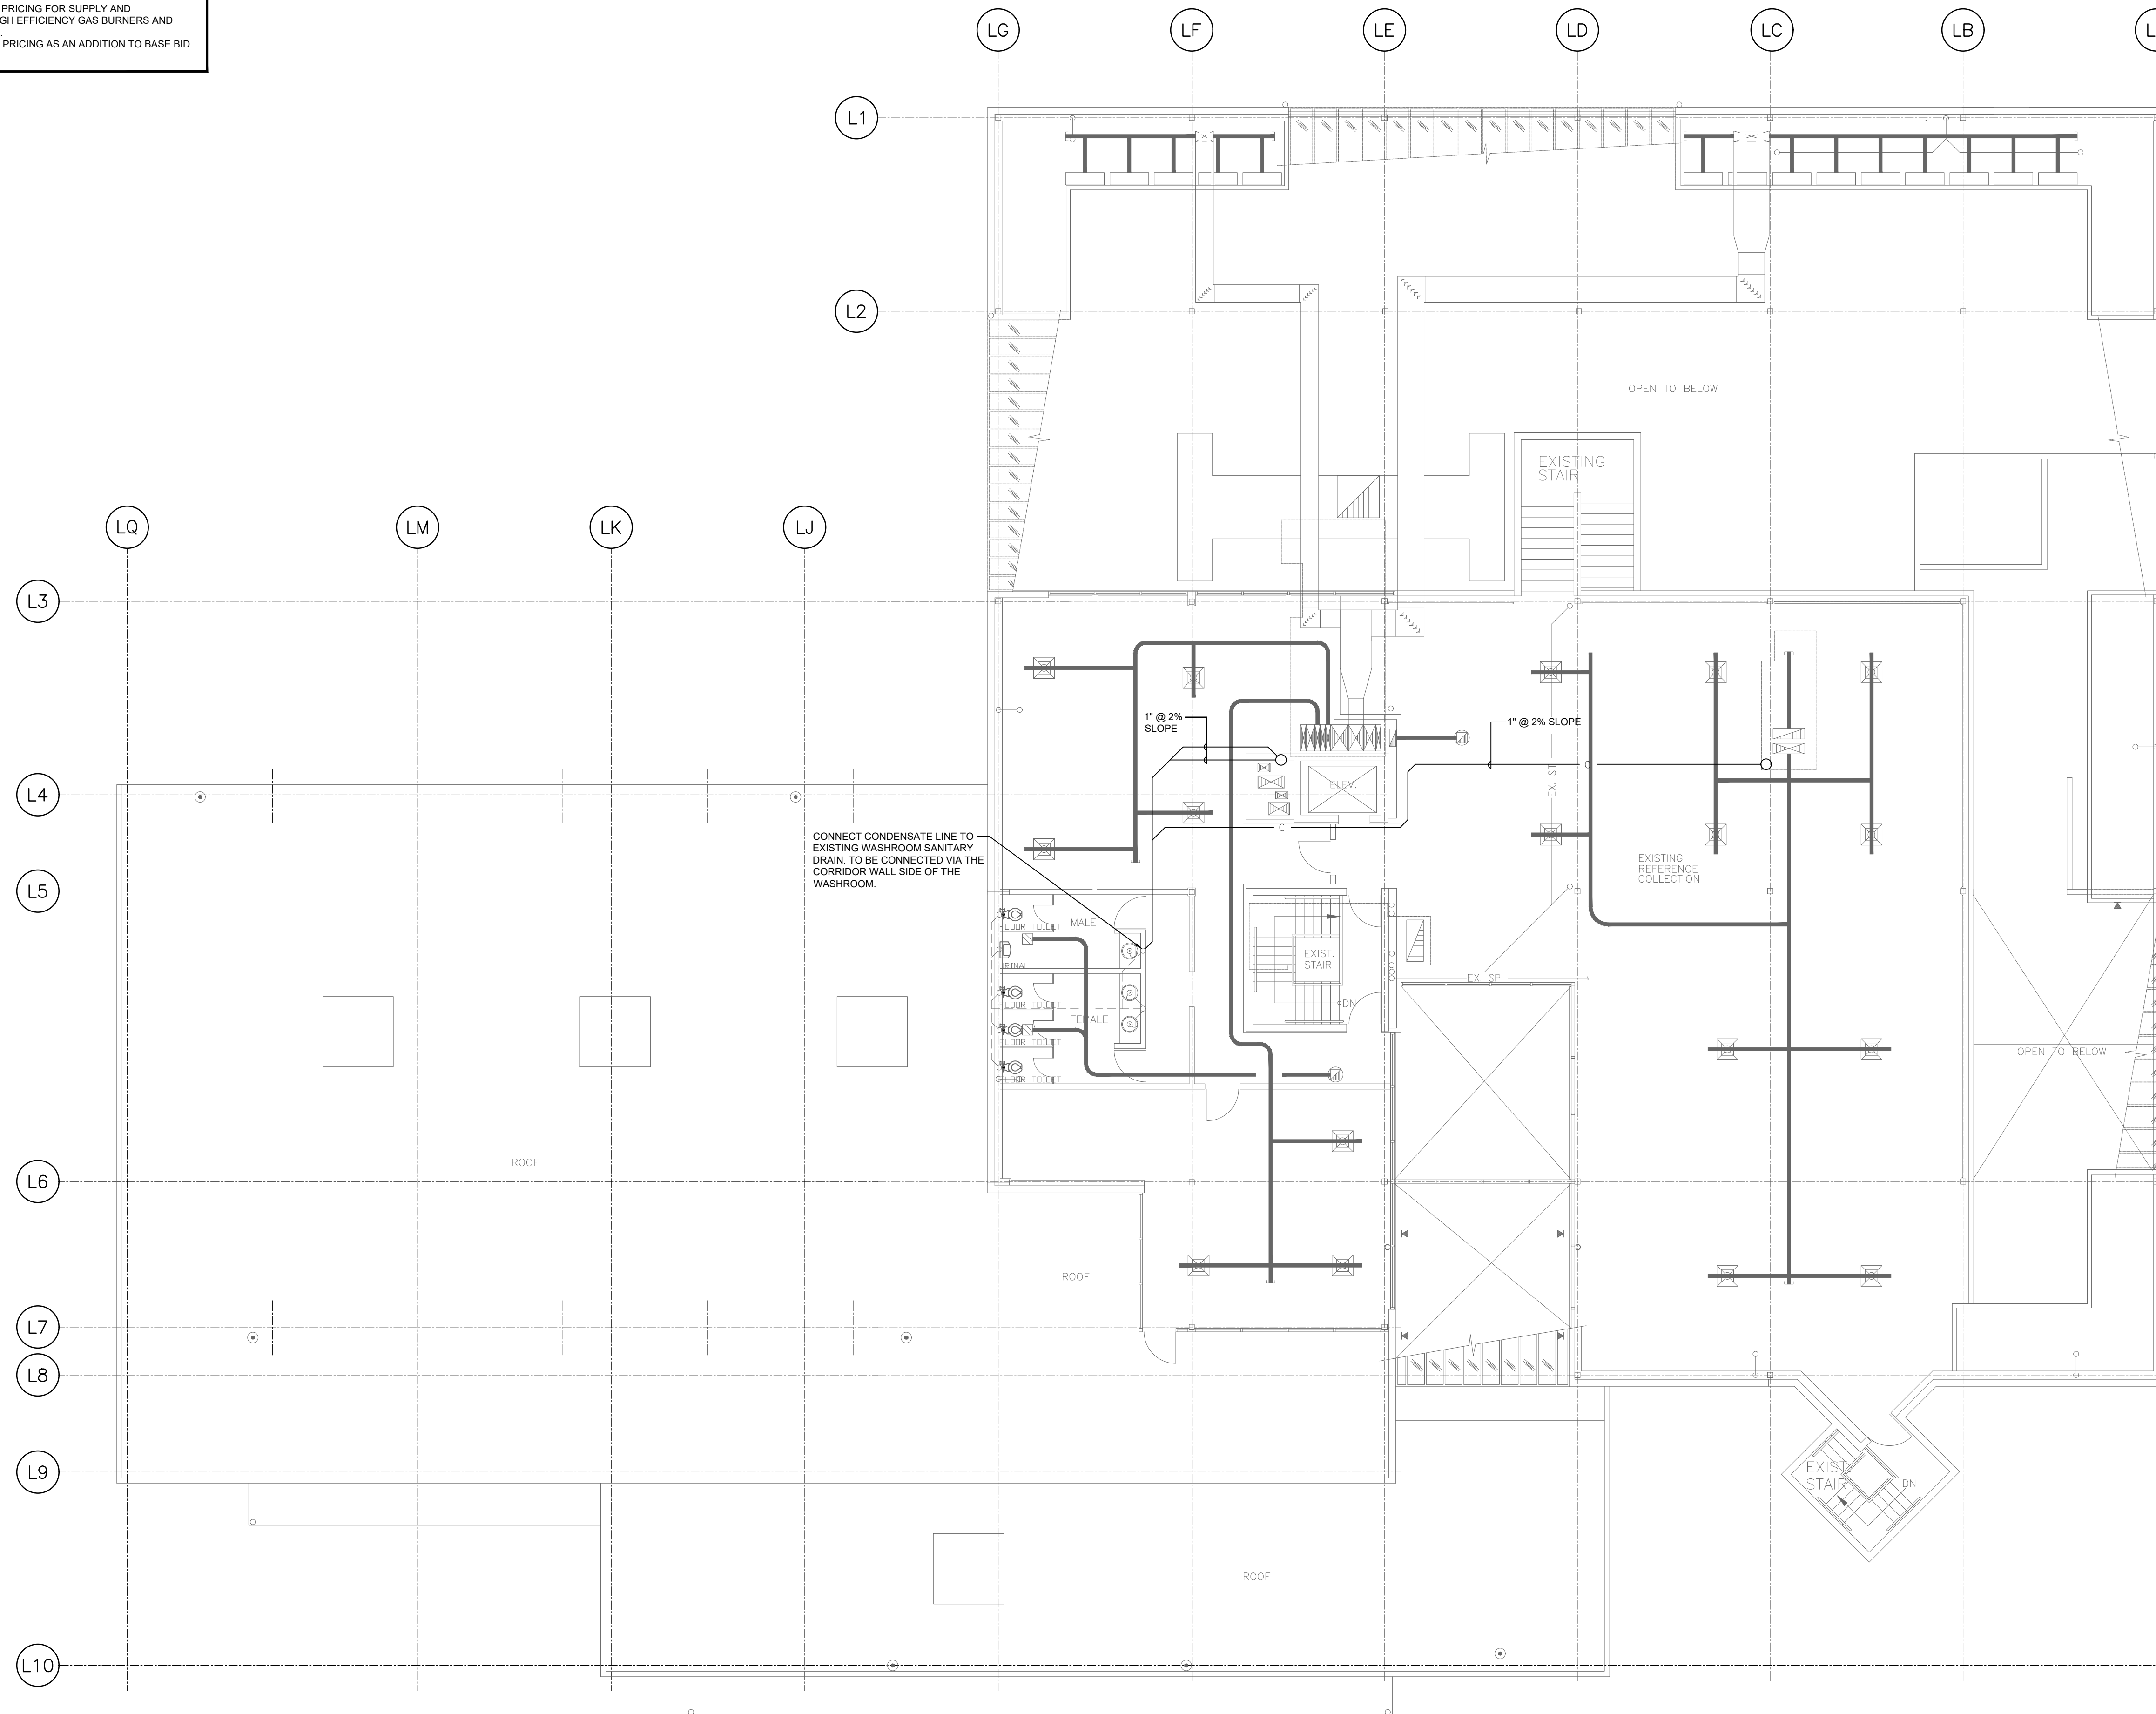 PRICING FOR SUPPLY AND
GH EFFICIENCY GAS BURNERS AND
.
PRICING AS AN ADDITION TO BASE BID.
LG
LF
LE
LD
LC
LB
L1
L2
OPEN TO BELOW
EXISTING
STAIR
LQ
LM
LK
LJ
L3
1" @ 2%
SLOPE
1" @ 2% SLOPE
EX. ST
C
L4
ELEV.
C
CONNECT CONDENSATE LINE TO
EXISTING WASHROOM SANITARY
DRAIN. TO BE CONNECTED VIA THE
CORRIDOR WALL SIDE OF THE
WASHROOM.
EXISTING
REFERENCE
COLLECTION
L5
MALE
FLOOR TOILET
URINAL
EXIST.
STAIR
EX. SP
FLOOR TOILET
DN
FEMALE
FLOOR TOILET
OPEN TO BELOW
FLOOR TOILET
ROOF
L6
ROOF
L7
L8
L9
EXIST.
STAIR
DN
ROOF
L10